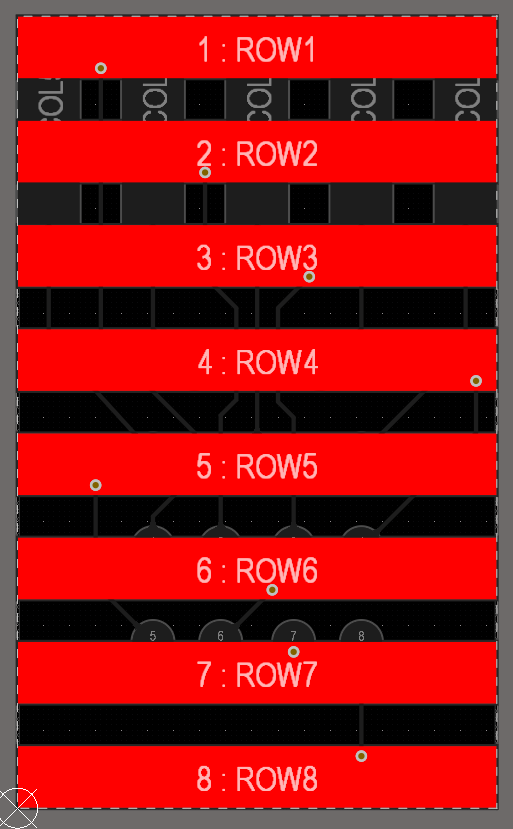 1 : ROW1
COL
COL
COL
COL
COL
2 : ROW2
3 : ROW3
4 : ROW4
5 : ROW5
6 : ROW6
5 6 7 8
7 : ROW7
8 : ROW8